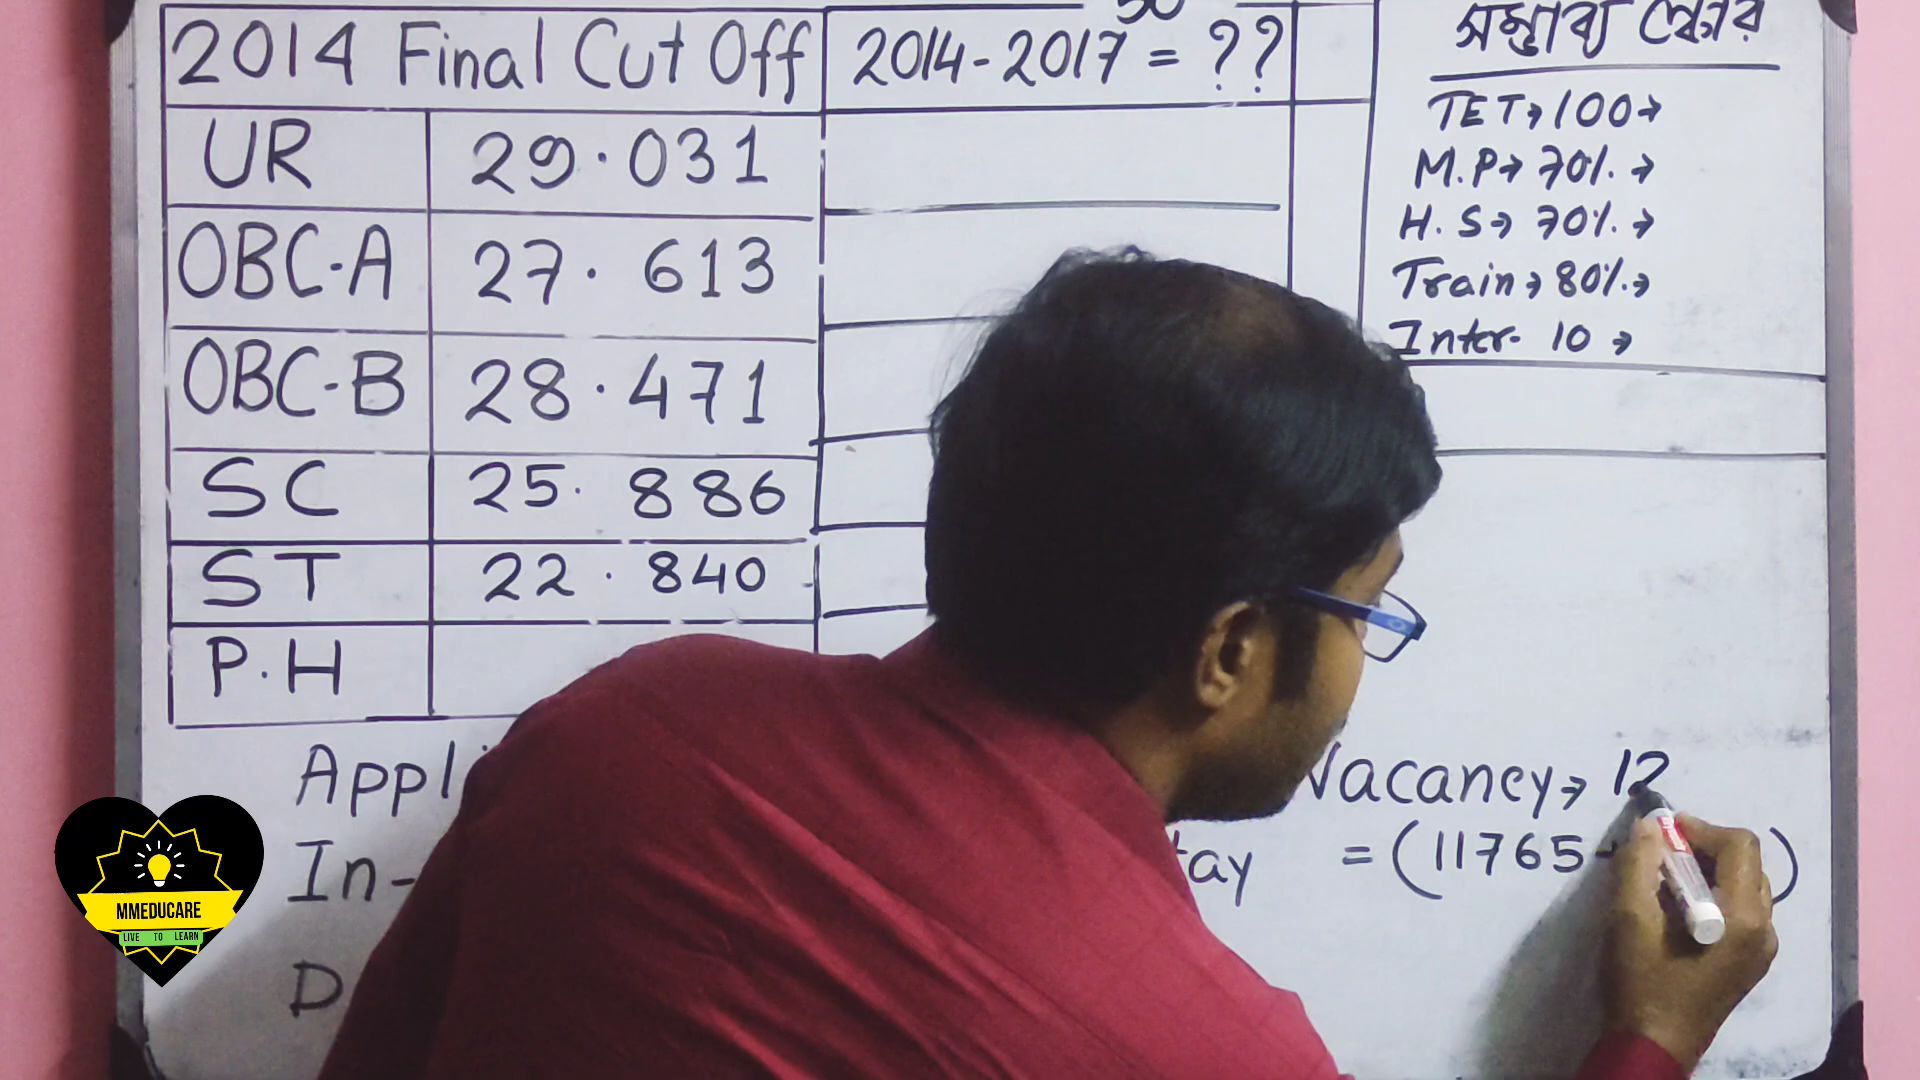 2014 Final Cut Off
2014-2017 = ??
UR 29.031
OBC-A 27.613
OBC-B 28.471
SC 25.886
ST 22.840
P.H
সম্ভাব্য স্কোর
TET→100→
M.P→70%.→
H.S→70%.→
Train→80%.→
Inter- 10→
Appl
Vacancy→ 12
In-
tay =(11765
)
D
MMEDUCARE
LIVE TO LEARN